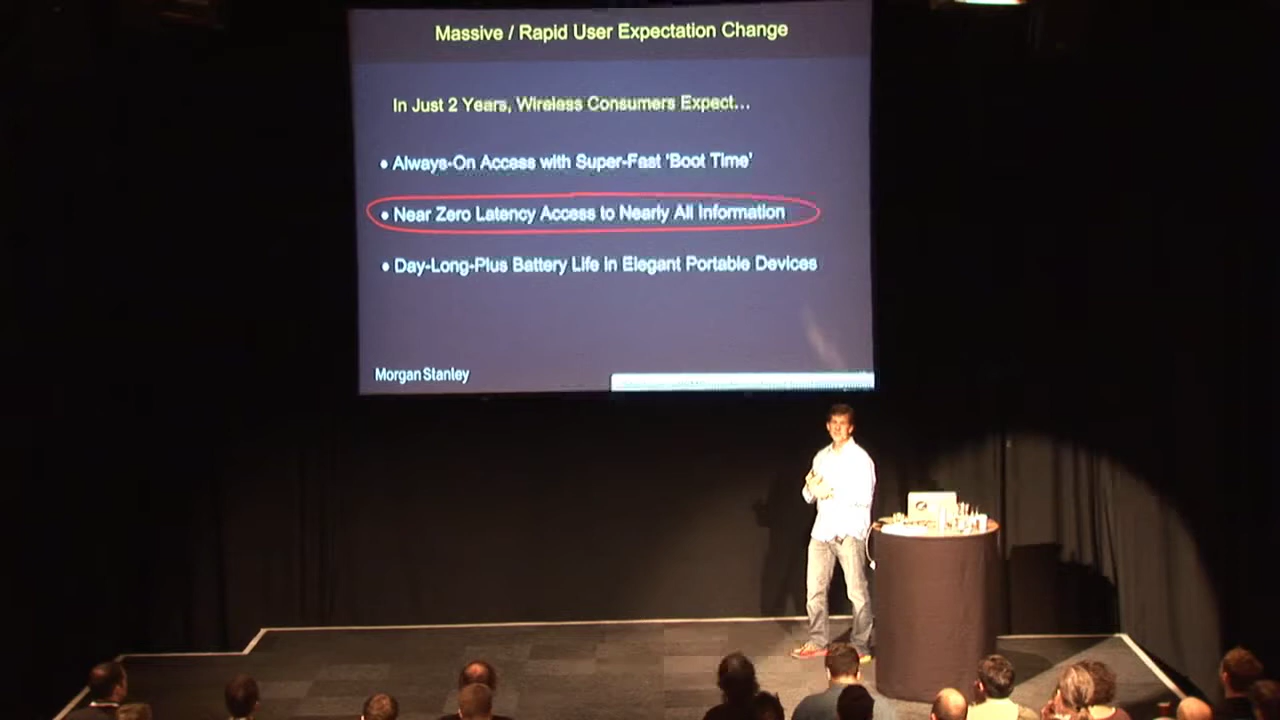 Massive / Rapid User Expectation Change
In Just 2 Years, Wireless Consumers Expect...
• Always-On Access with Super-Fast 'Boot Time'
• Near Zero Latency Access to Nearly All Information
• Day-Long-Plus Battery Life in Elegant Portable Devices
Morgan Stanley